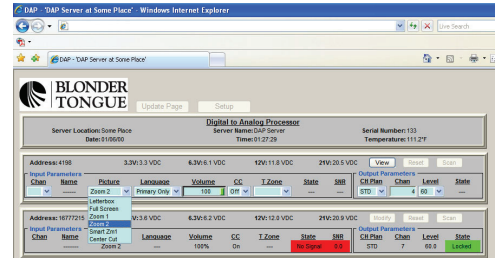 DAP - 'DAP Server at Some Place' - Windows Internet Explorer
Live Search
DAP - 'DAP Server at Some Place'
BLONDER
TONGUE
Update Page Setup
Digital to Analog Processor
Server Location: Some Place Server Name: DAP Server Serial Number: 133
Date: 01/06/00 Time: 01:27:29 Temperature: 111.2°F
Address: 4198 3.3V: 3.3 VDC 6.3V: 6.1 VDC 12V: 11.8 VDC 21V: 20.5 VDC View Reset Scan
Input Parameters Output Parameters
Chan Name Picture Language Volume CC T.Zone State SNR CH Plan Chan Level State
---- Zoom 2 Primary Only 100 Off --- --- STD 4 60 ---
Letterbox
Full Screen
Zoom 1
Zoom 2
Smart Zm1
Center Cut
Address: 16777215 V: 3.6 VDC 6.3V: 6.2 VDC 12V: 12.0 VDC 21V: 20.9 VDC Modify Reset Scan
Input Parameters Output Parameters
Chan Name Language Volume CC T.Zone State SNR CH Plan Chan Level State
---- Zoom 2 --- 100% On --- No Signal 0.0 STD 7 60.0 Locked